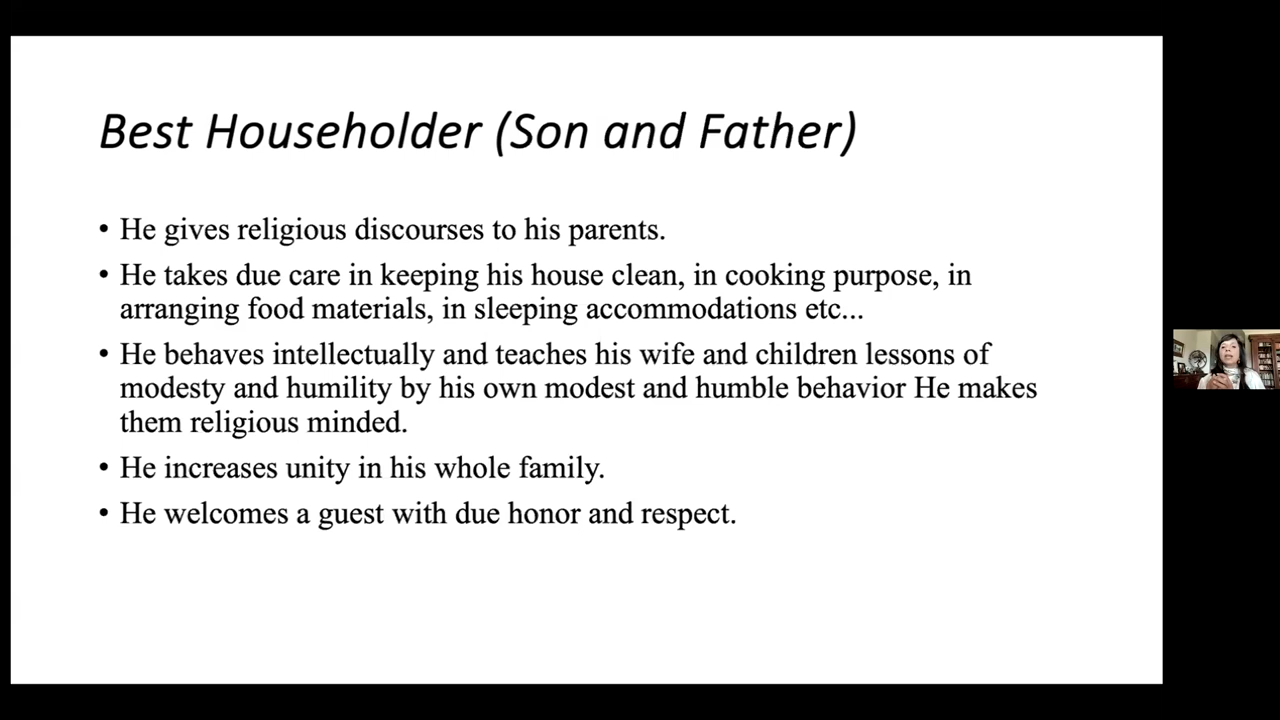 Best Householder (Son and Father)
• He gives religious discourses to his parents.
• He takes due care in keeping his house clean, in cooking purpose, in
arranging food materials, in sleeping accommodations etc...
• He behaves intellectually and teaches his wife and children lessons of
modesty and humility by his own modest and humble behavior He makes
them religious minded.
• He increases unity in his whole family.
• He welcomes a guest with due honor and respect.